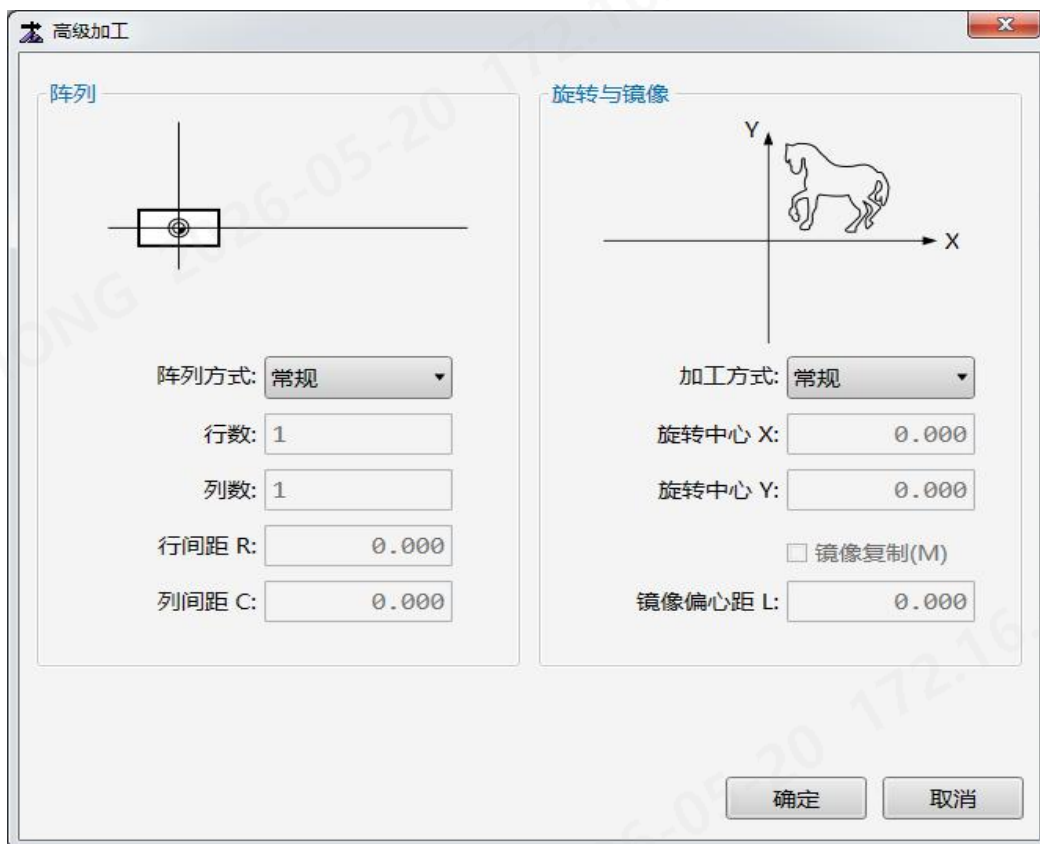 高级加工
阵列
阵列方式: 常规
行数: 1
列数: 1
行间距 R: 0.000
列间距 C: 0.000
旋转与镜像
Y
X
加工方式: 常规
旋转中心 X: 0.000
旋转中心 Y: 0.000
镜像复制(M)
镜像偏心距 L: 0.000
确定
取消